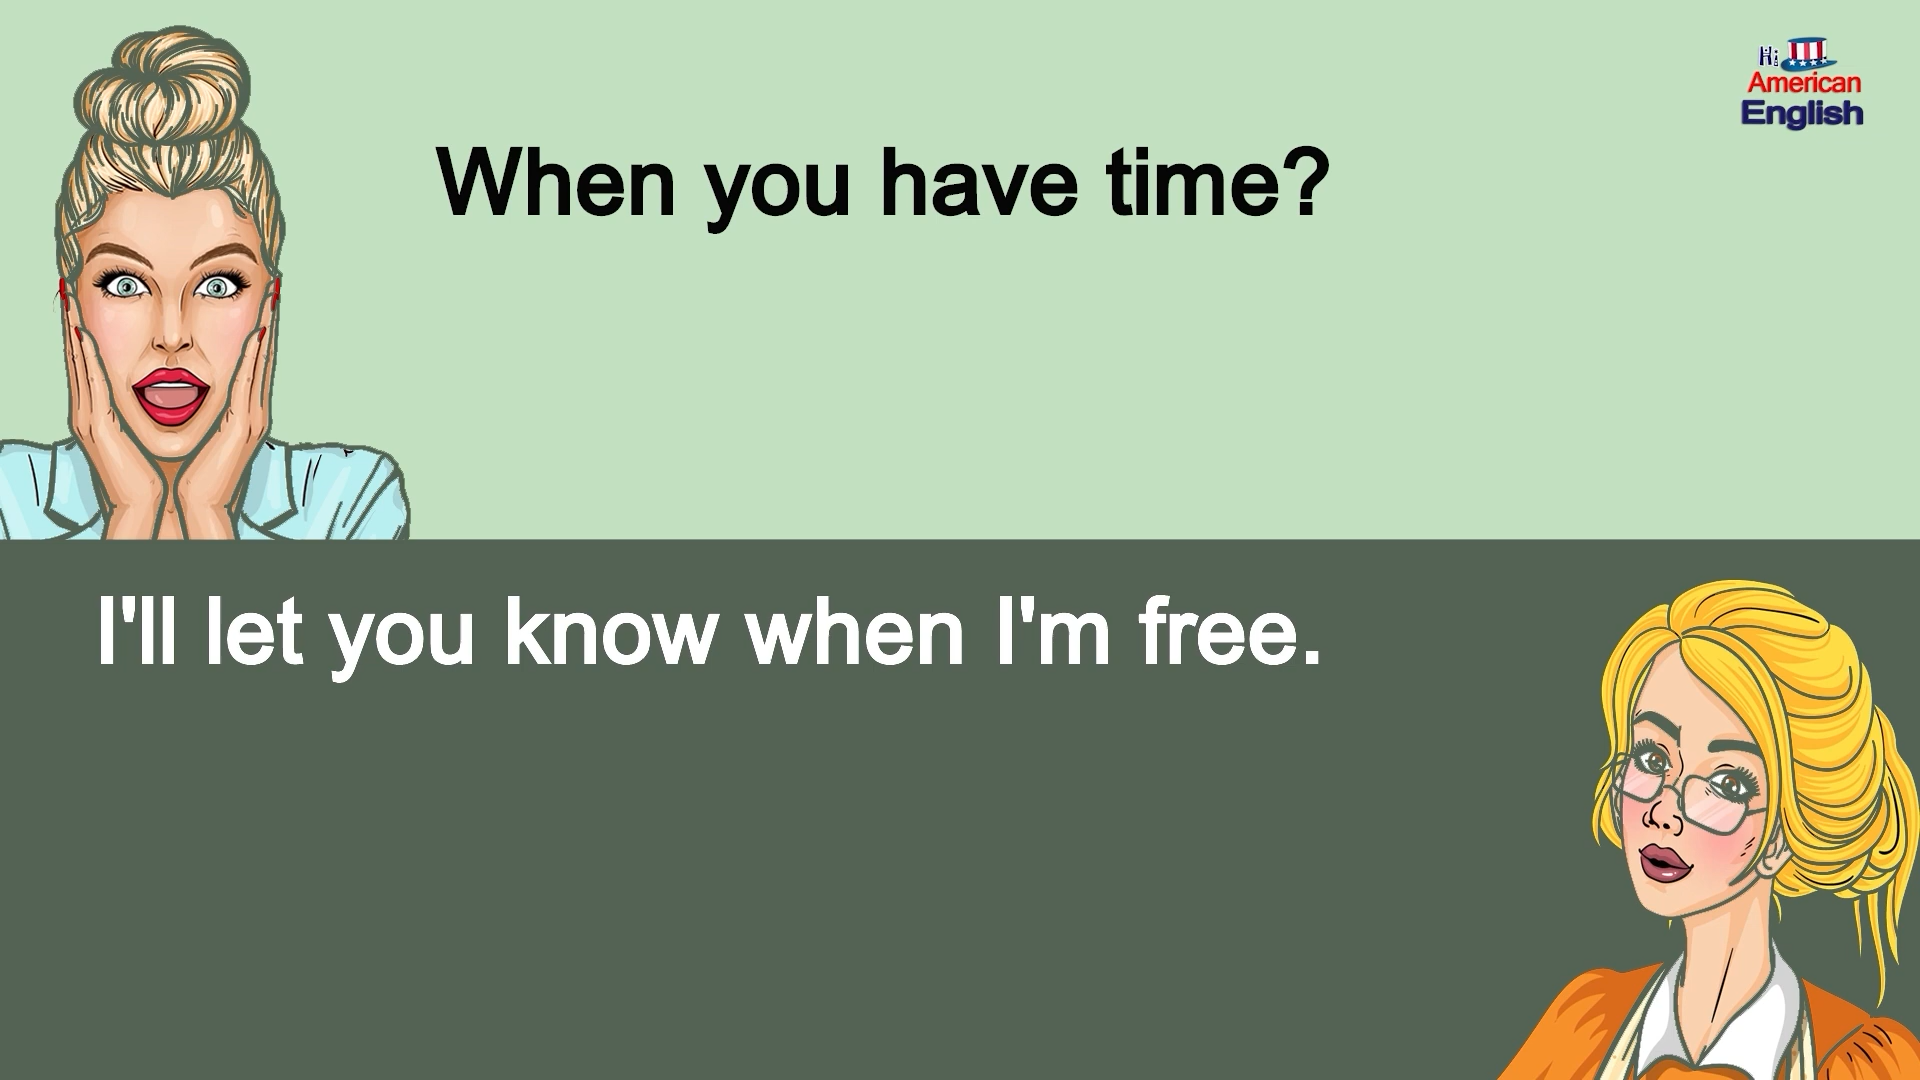 Hi
American
English
When you have time?
I'll let you know when I'm free.